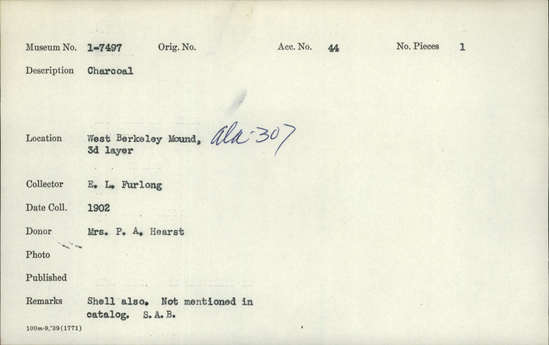 Museum No. 1-7497 Orig. No. Acc. No. 44 No. Pieces 1
Description Charcoal
Location West Berkeley Mound, Ala-307
3d layer
Collector E. L. Furlong
Date Coll. 1902
Donor Mrs. P. A. Hearst
Photo
Published
Remarks Shell also. Not mentioned in
catalog. S.A.B.
100m-9,'39(1771)